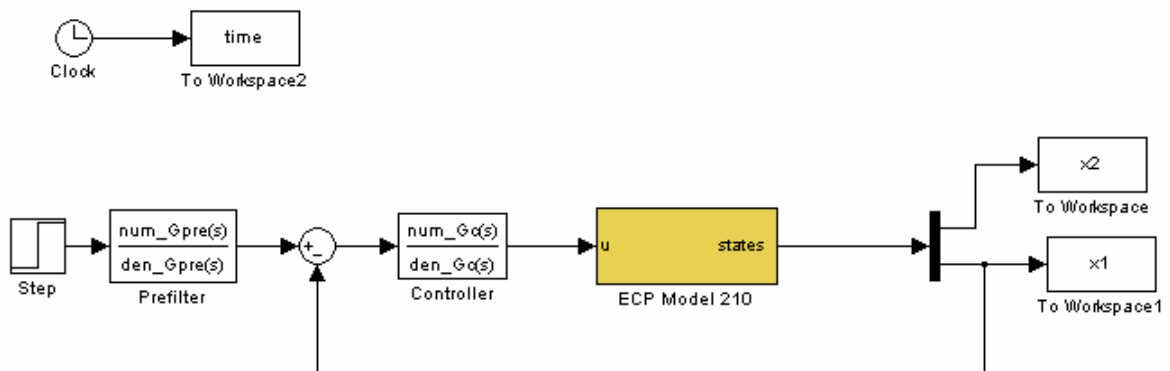 time
Clock
To Workspace2
x2
To Workspace
num_Gpre(s)
den_Gpre(s)
+
−
num_Gc(s)
den_Gc(s)
u
states
x1
Step
Prefilter
Controller
ECP Model 210
To Workspace1